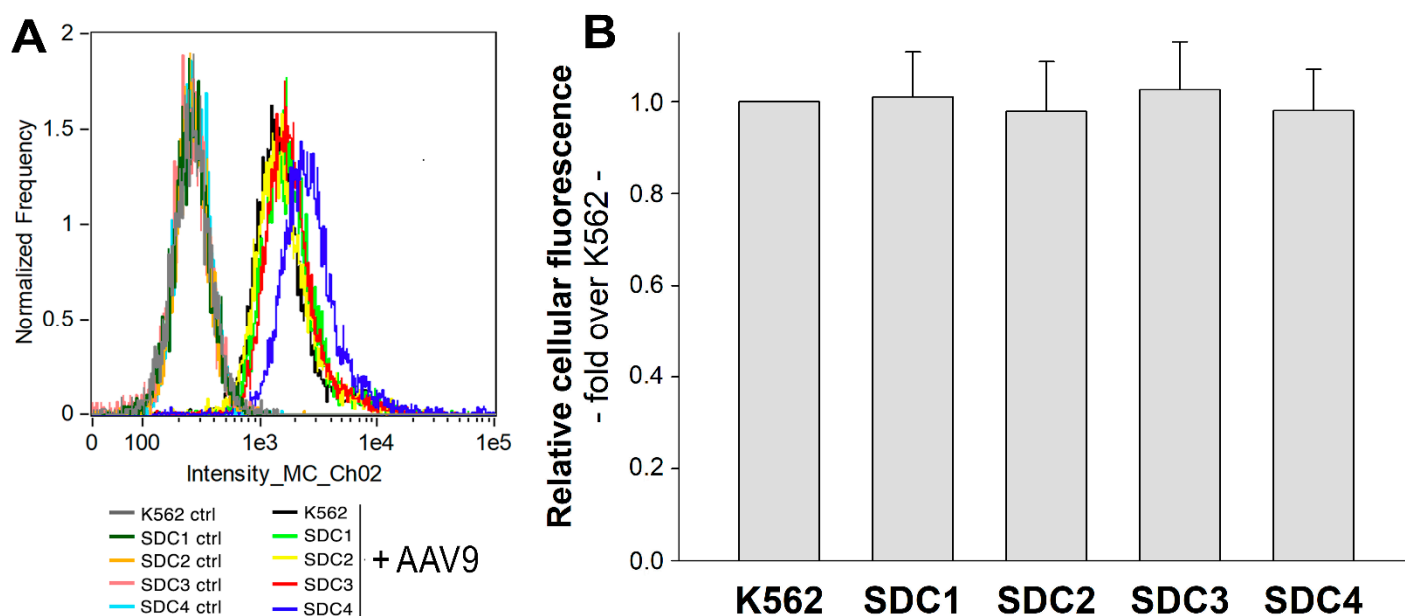 A
2
1.5
1
0.5
0
Normalized Frequency
0 100 1e3 1e4 1e5
Intensity_MC_Ch02
K562 ctrl
SDC1 ctrl
SDC2 ctrl
SDC3 ctrl
SDC4 ctrl
K562
SDC1
SDC2
SDC3
SDC4
+ AAV9
B
Relative cellular fluorescence
- fold over K562 -
1.0
0.8
0.6
0.4
0.2
0.0
K562 SDC1 SDC2 SDC3 SDC4